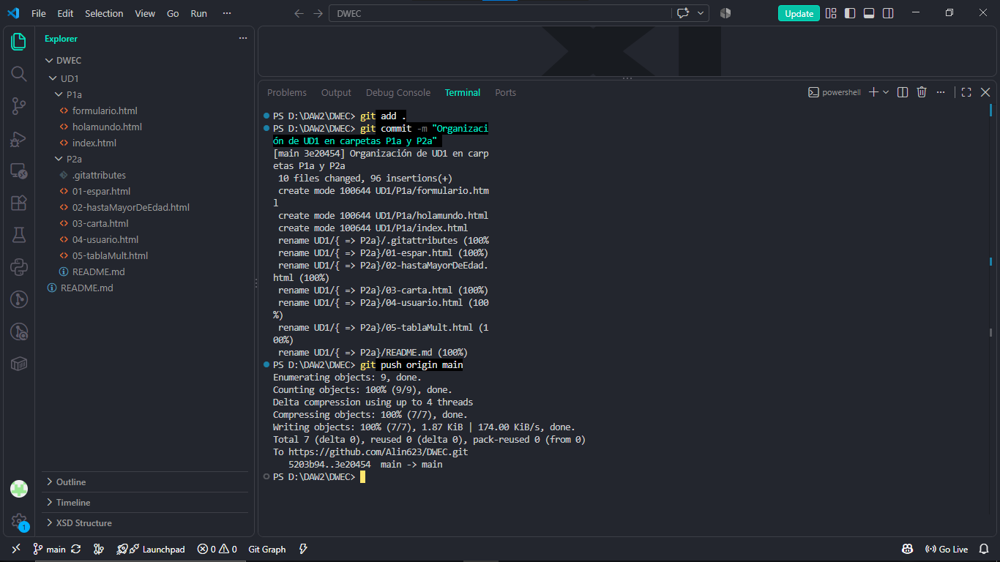 File Edit Selection View Go Run ···
DWEC
Update
Explorer ···
DWEC
UD1
P1a
formulario.html
holamundo.html
index.html
P2a
.gitattributes
01-espar.html
02-hastaMayorDeEdad.html
03-carta.html
04-usuario.html
05-tablaMult.html
README.md
README.md
Outline
Timeline
XSD Structure
Problems Output Debug Console Terminal Ports
powershell
PS D:\DAW2\DWEC> git add .
PS D:\DAW2\DWEC> git commit -m "Organizaci
ón de UD1 en carpetas P1a y P2a"
[main 3e20454] Organización de UD1 en carp
etas P1a y P2a
10 files changed, 96 insertions(+)
create mode 100644 UD1/P1a/formulario.htm
l
create mode 100644 UD1/P1a/holamundo.html
create mode 100644 UD1/P1a/index.html
rename UD1/{ => P2a}/.gitattributes (100%
rename UD1/{ => P2a}/01-espar.html (100%)
rename UD1/{ => P2a}/02-hastaMayorDeEdad.
html (100%)
rename UD1/{ => P2a}/03-carta.html (100%)
rename UD1/{ => P2a}/04-usuario.html (100
%)
rename UD1/{ => P2a}/05-tablaMult.html (1
00%)
rename UD1/{ => P2a}/README.md (100%)
PS D:\DAW2\DWEC> git push origin main
Enumerating objects: 9, done.
Counting objects: 100% (9/9), done.
Delta compression using up to 4 threads
Compressing objects: 100% (7/7), done.
Writing objects: 100% (7/7), 1.87 KiB | 174.00 KiB/s, done.
Total 7 (delta 0), reused 0 (delta 0), pack-reused 0 (from 0)
To https://github.com/Alin623/DWEC.git
5203b94..3e20454 main -> main
PS D:\DAW2\DWEC>
1
main Launchpad 0 0 Git Graph Go Live